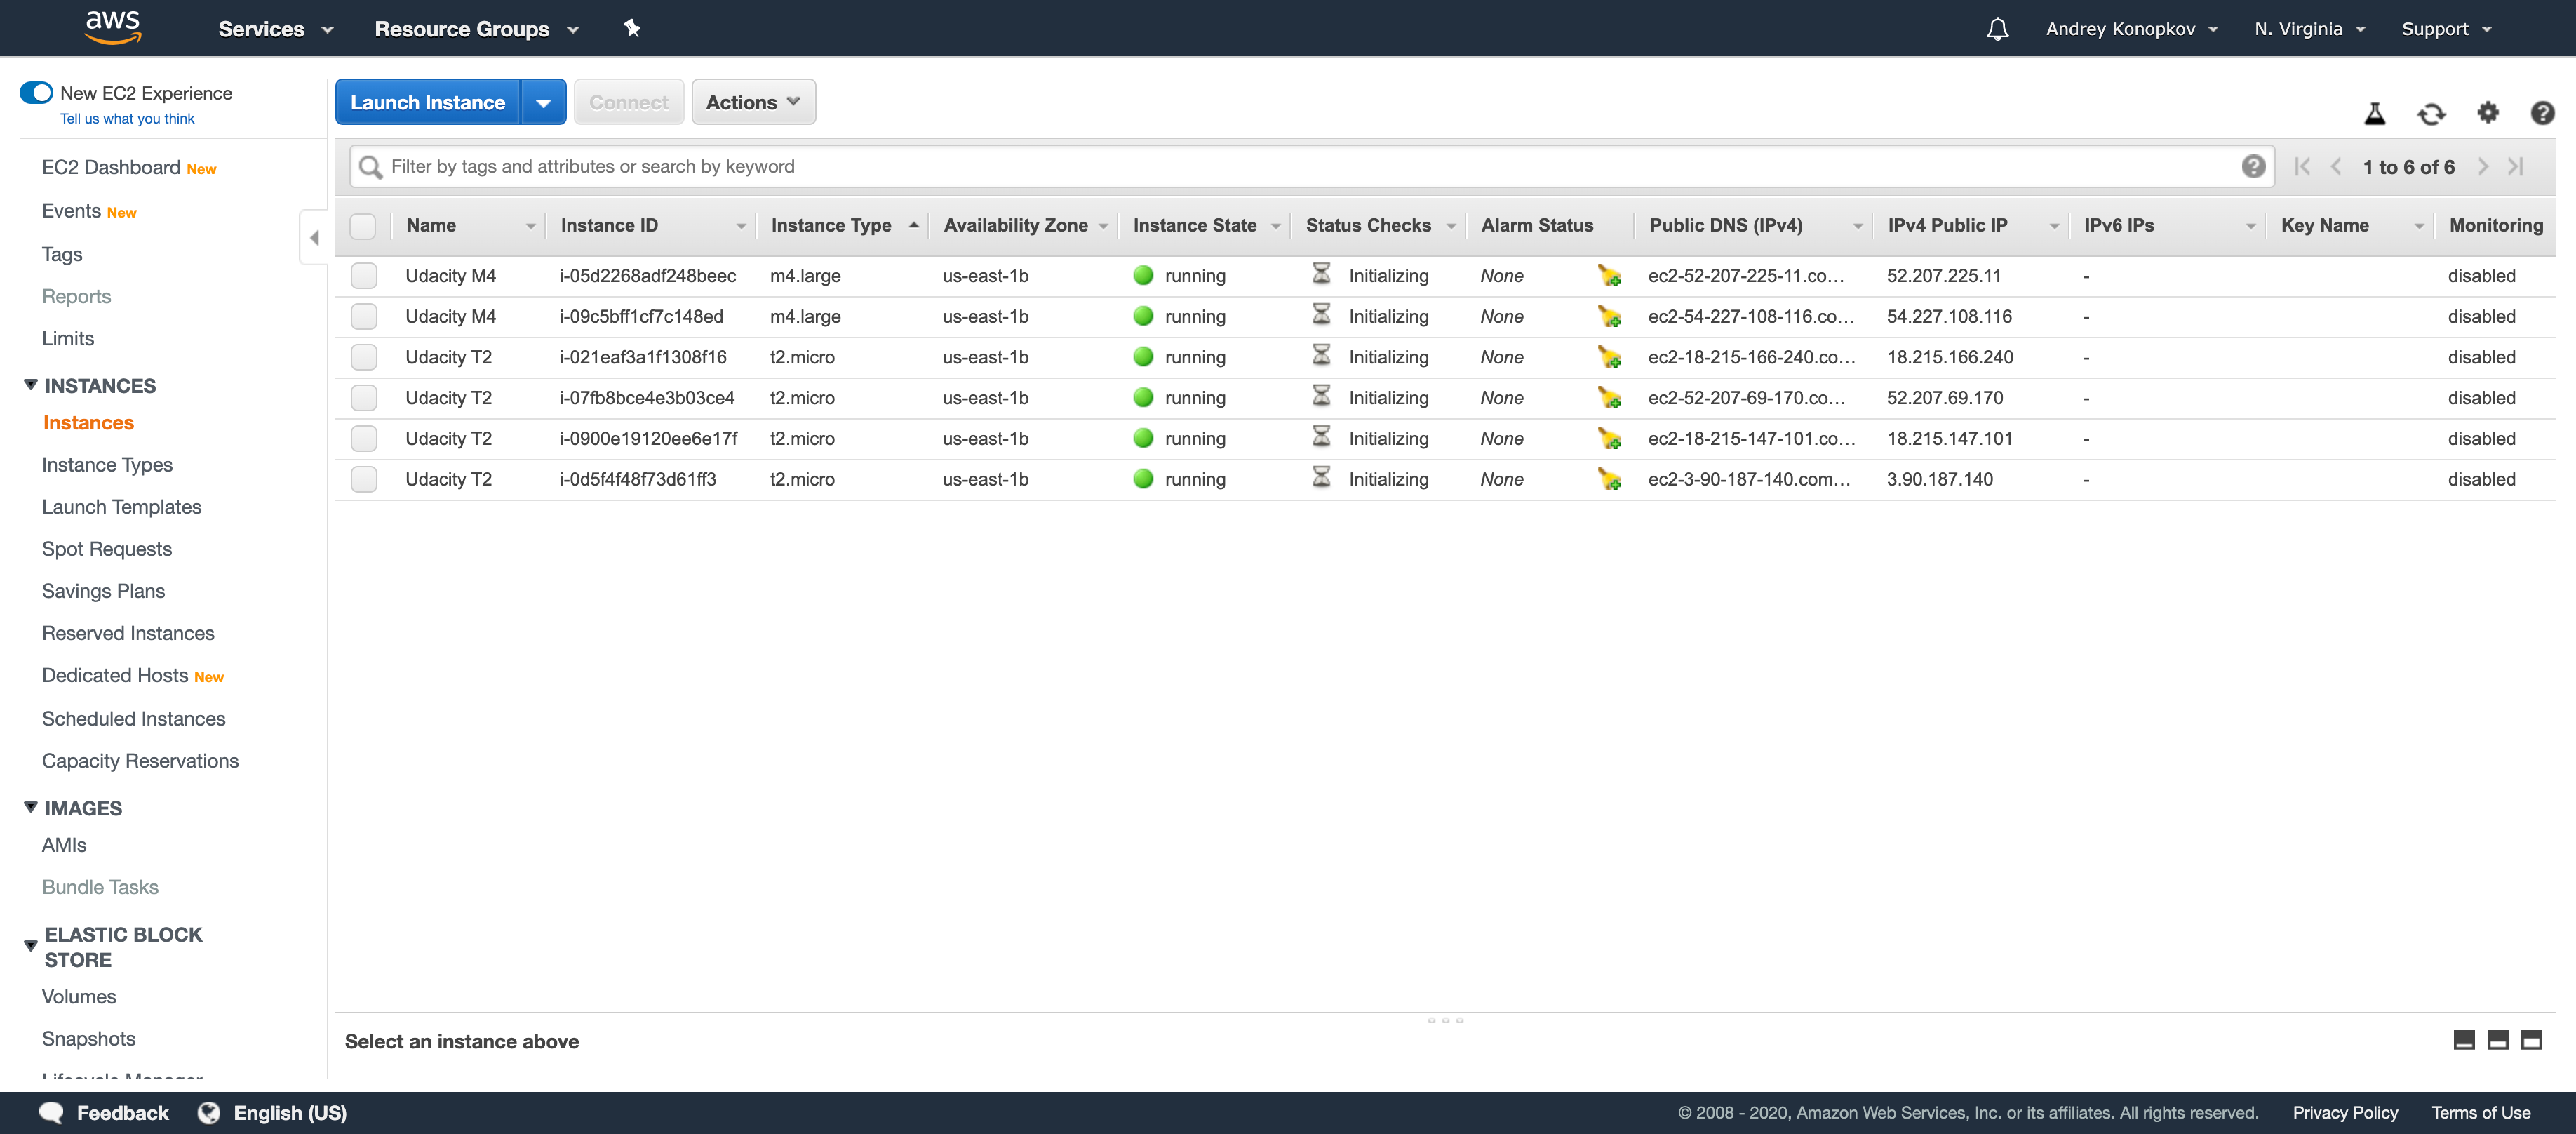 aws Services Resource Groups Andrey Konopkov N. Virginia Support
New EC2 Experience
Tell us what you think
EC2 Dashboard New
Events New
Tags
Reports
Limits
INSTANCES
Instances
Instance Types
Launch Templates
Spot Requests
Savings Plans
Reserved Instances
Dedicated Hosts New
Scheduled Instances
Capacity Reservations
IMAGES
AMIs
Bundle Tasks
ELASTIC BLOCK
STORE
Volumes
Snapshots
Lifecycle Manager
Launch Instance Connect Actions
Filter by tags and attributes or search by keyword 1 to 6 of 6
Name Instance ID Instance Type Availability Zone Instance State Status Checks Alarm Status Public DNS (IPv4) IPv4 Public IP IPv6 IPs Key Name Monitoring
Udacity M4 i-05d2268adf248beec m4.large us-east-1b running Initializing None ec2-52-207-225-11.co... 52.207.225.11 - disabled
Udacity M4 i-09c5bff1cf7c148ed m4.large us-east-1b running Initializing None ec2-54-227-108-116.co... 54.227.108.116 - disabled
Udacity T2 i-021eaf3a1f1308f16 t2.micro us-east-1b running Initializing None ec2-18-215-166-240.co... 18.215.166.240 - disabled
Udacity T2 i-07fb8bce4e3b03ce4 t2.micro us-east-1b running Initializing None ec2-52-207-69-170.co... 52.207.69.170 - disabled
Udacity T2 i-0900e19120ee6e17f t2.micro us-east-1b running Initializing None ec2-18-215-147-101.co... 18.215.147.101 - disabled
Udacity T2 i-0d5f4f48f73d61ff3 t2.micro us-east-1b running Initializing None ec2-3-90-187-140.com... 3.90.187.140 - disabled
Select an instance above
Feedback English (US) © 2008 - 2020, Amazon Web Services, Inc. or its affiliates. All rights reserved. Privacy Policy Terms of Use